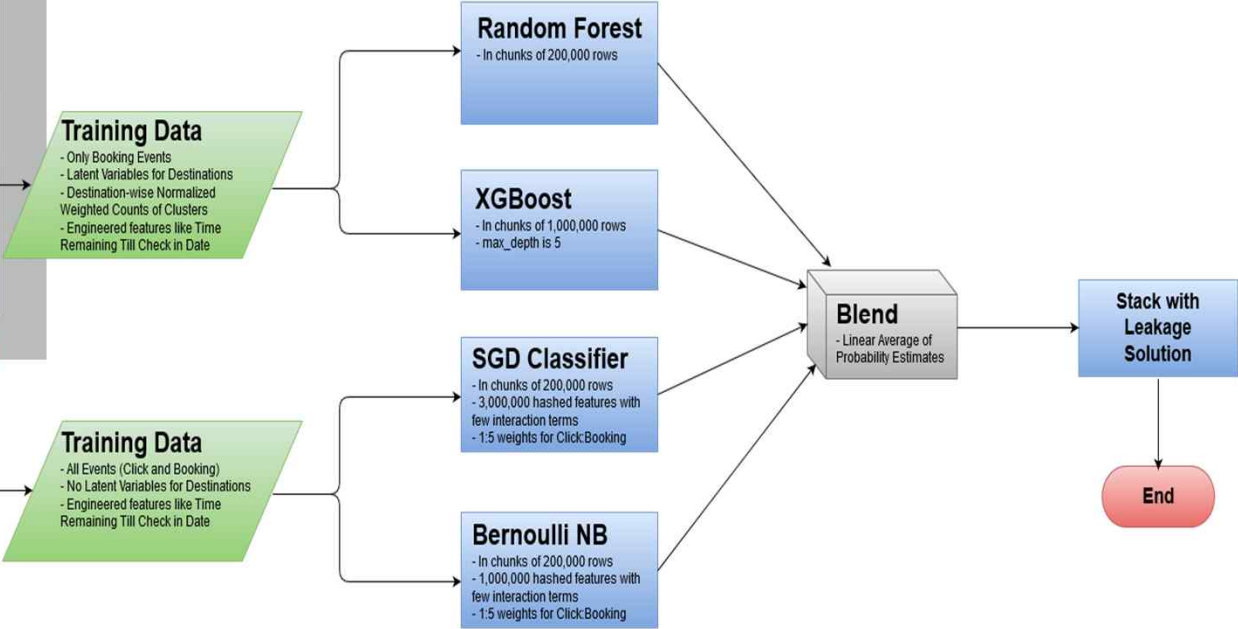 Random Forest
- In chunks of 200,000 rows
Training Data
- Only Booking Events
- Latent Variables for Destinations
- Destination-wise Normalized
Weighted Counts of Clusters
- Engineered features like Time
Remaining Till Check in Date
XGBoost
- In chunks of 1,000,000 rows
- max_depth is 5
Blend
- Linear Average of
Probability Estimates
Stack with
Leakage
Solution
SGD Classifier
- In chunks of 200,000 rows
- 3,000,000 hashed features with
few interaction terms
- 1:5 weights for Click:Booking
Training Data
- All Events (Click and Booking)
- No Latent Variables for Destinations
- Engineered features like Time
Remaining Till Check in Date
End
Bernoulli NB
- In chunks of 200,000 rows
- 1,000,000 hashed features with
few interaction terms
- 1:5 weights for Click:Booking